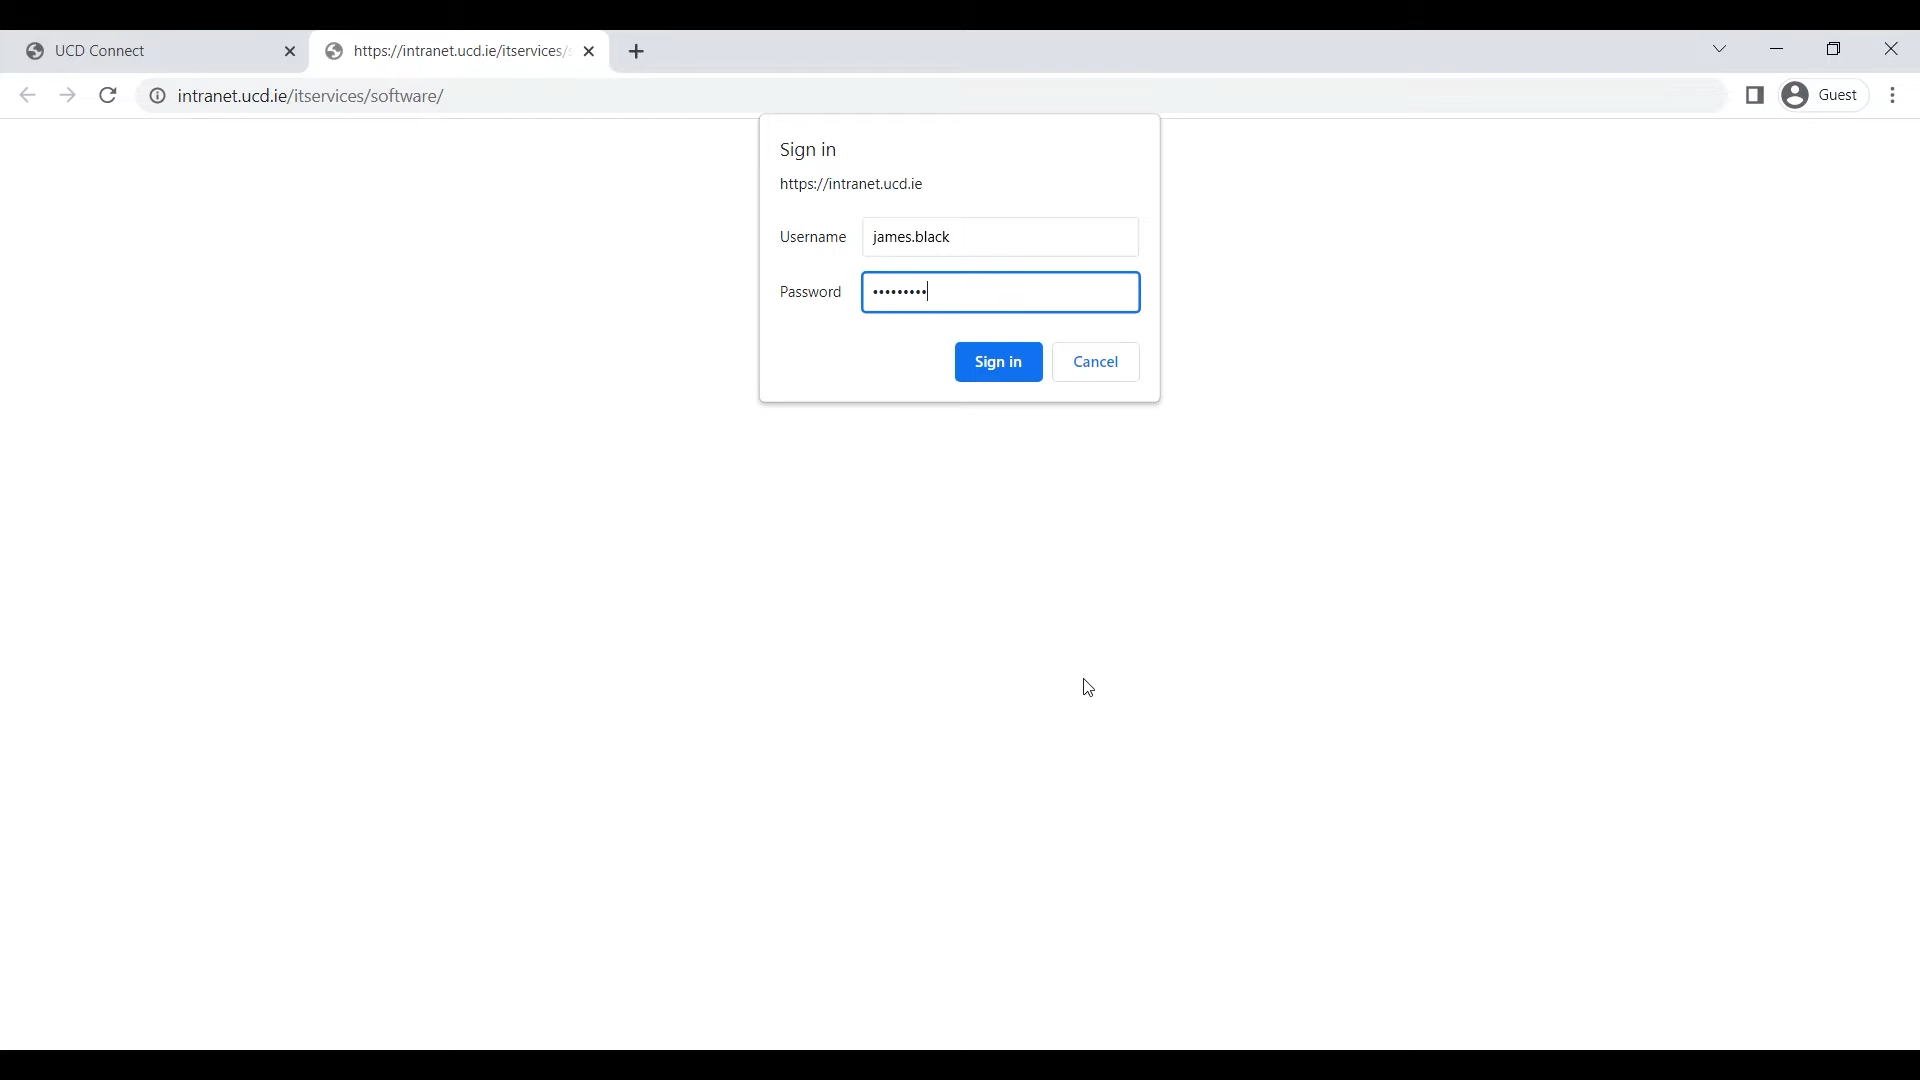 UCD Connect
https://intranet.ucd.ie/itservices/s
intranet.ucd.ie/itservices/software/
Guest
Sign in
https://intranet.ucd.ie
Username james.black
Password •••••••••
Sign in Cancel